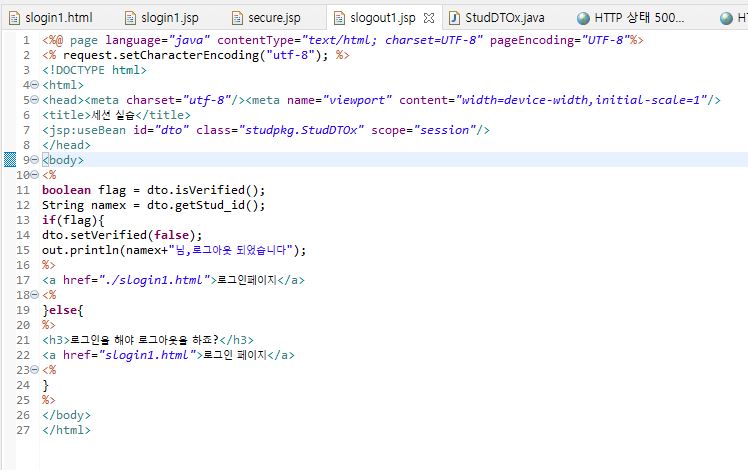 slogin1.html slogin1.jsp secure.jsp slogout1.jsp StudDTOx.java HTTP 상태 500... H
1 <%@ page language="java" contentType="text/html; charset=UTF-8" pageEncoding="UTF-8"%>
2 <% request.setCharacterEncoding("utf-8"); %>
3 <!DOCTYPE html>
4 <html>
5 <head><meta charset="utf-8"/><meta name="viewport" content="width=device-width,initial-scale=1"/>
6 <title>세션 실습</title>
7 <jsp:useBean id="dto" class="studpkg.StudDTOx" scope="session"/>
8 </head>
9 <body>
10 <%
11 boolean flag = dto.isVerified();
12 String namex = dto.getStud_id();
13 if(flag){
14 dto.setVerified(false);
15 out.println(namex+"님,로그아웃 되었습니다");
16 %>
17 <a href="./slogin1.html">로그인페이지</a>
18 <%
19 }else{
20 %>
21 <h3>로그인을 해야 로그아웃을 하죠?</h3>
22 <a href="slogin1.html">로그인 페이지</a>
23 <%
24 }
25 %>
26 </body>
27 </html>